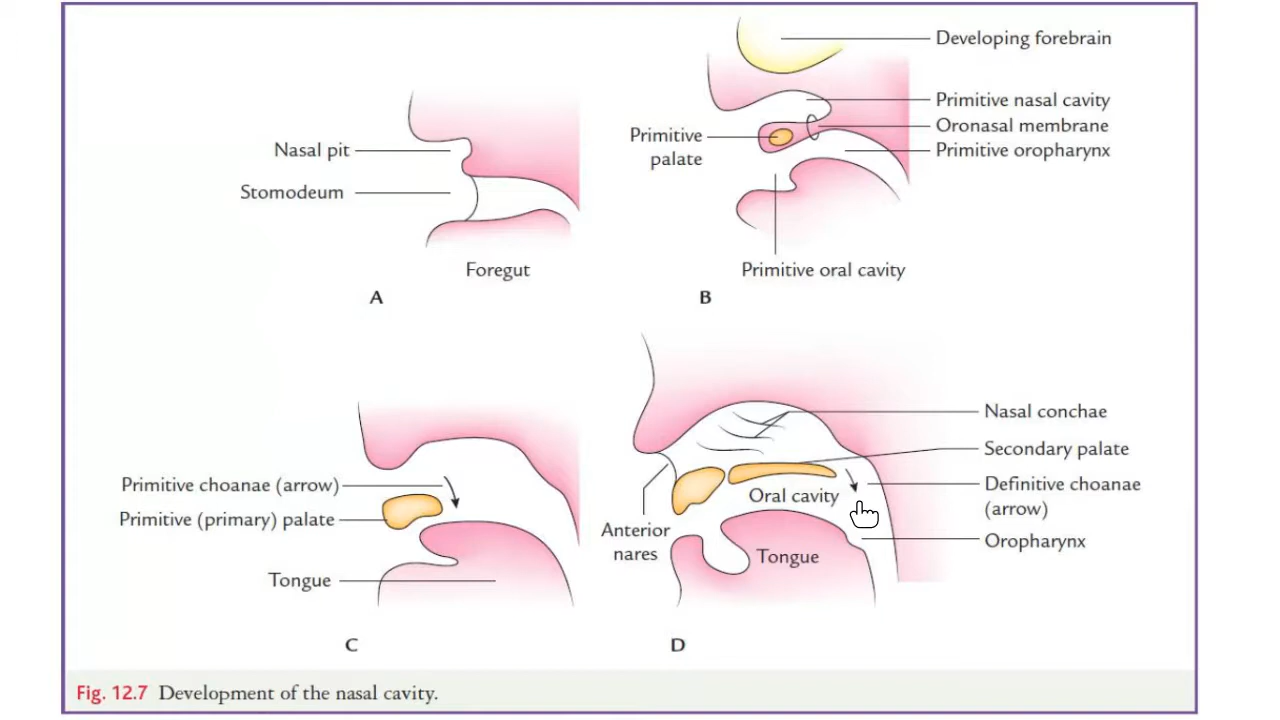 Nasal pit
Stomodeum
Foregut
A
Developing forebrain
Primitive nasal cavity
Oronasal membrane
Primitive oropharynx
Primitive
palate
Primitive oral cavity
B
Primitive choanae (arrow)
Primitive (primary) palate
Tongue
C
Nasal conchae
Secondary palate
Definitive choanae
(arrow)
Oropharynx
Oral cavity
Anterior
nares
Tongue
D
Fig. 12.7 Development of the nasal cavity.